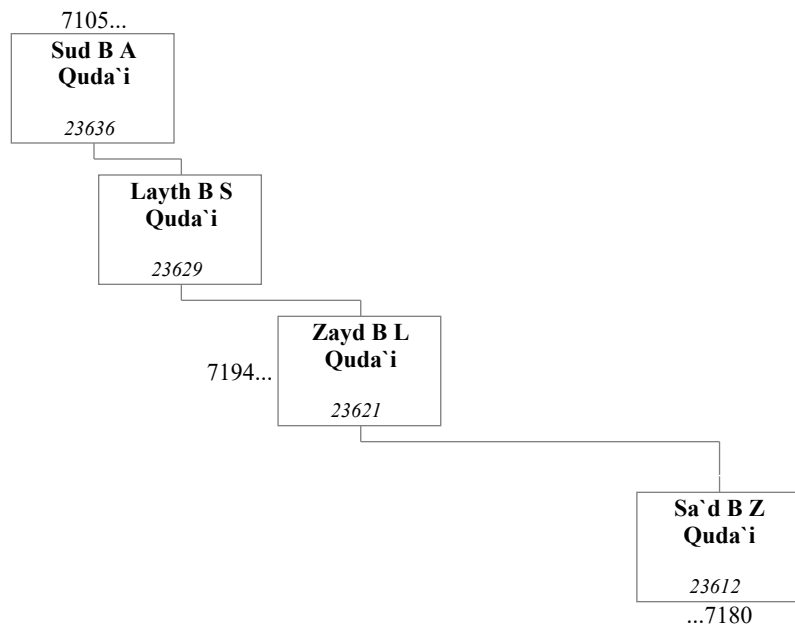 7105...
Sud B A
Quda`i
23636
Layth B S
Quda`i
23629
Zayd B L
Quda`i
7194...
23621
Sa`d B Z
Quda`i
23612
...7180